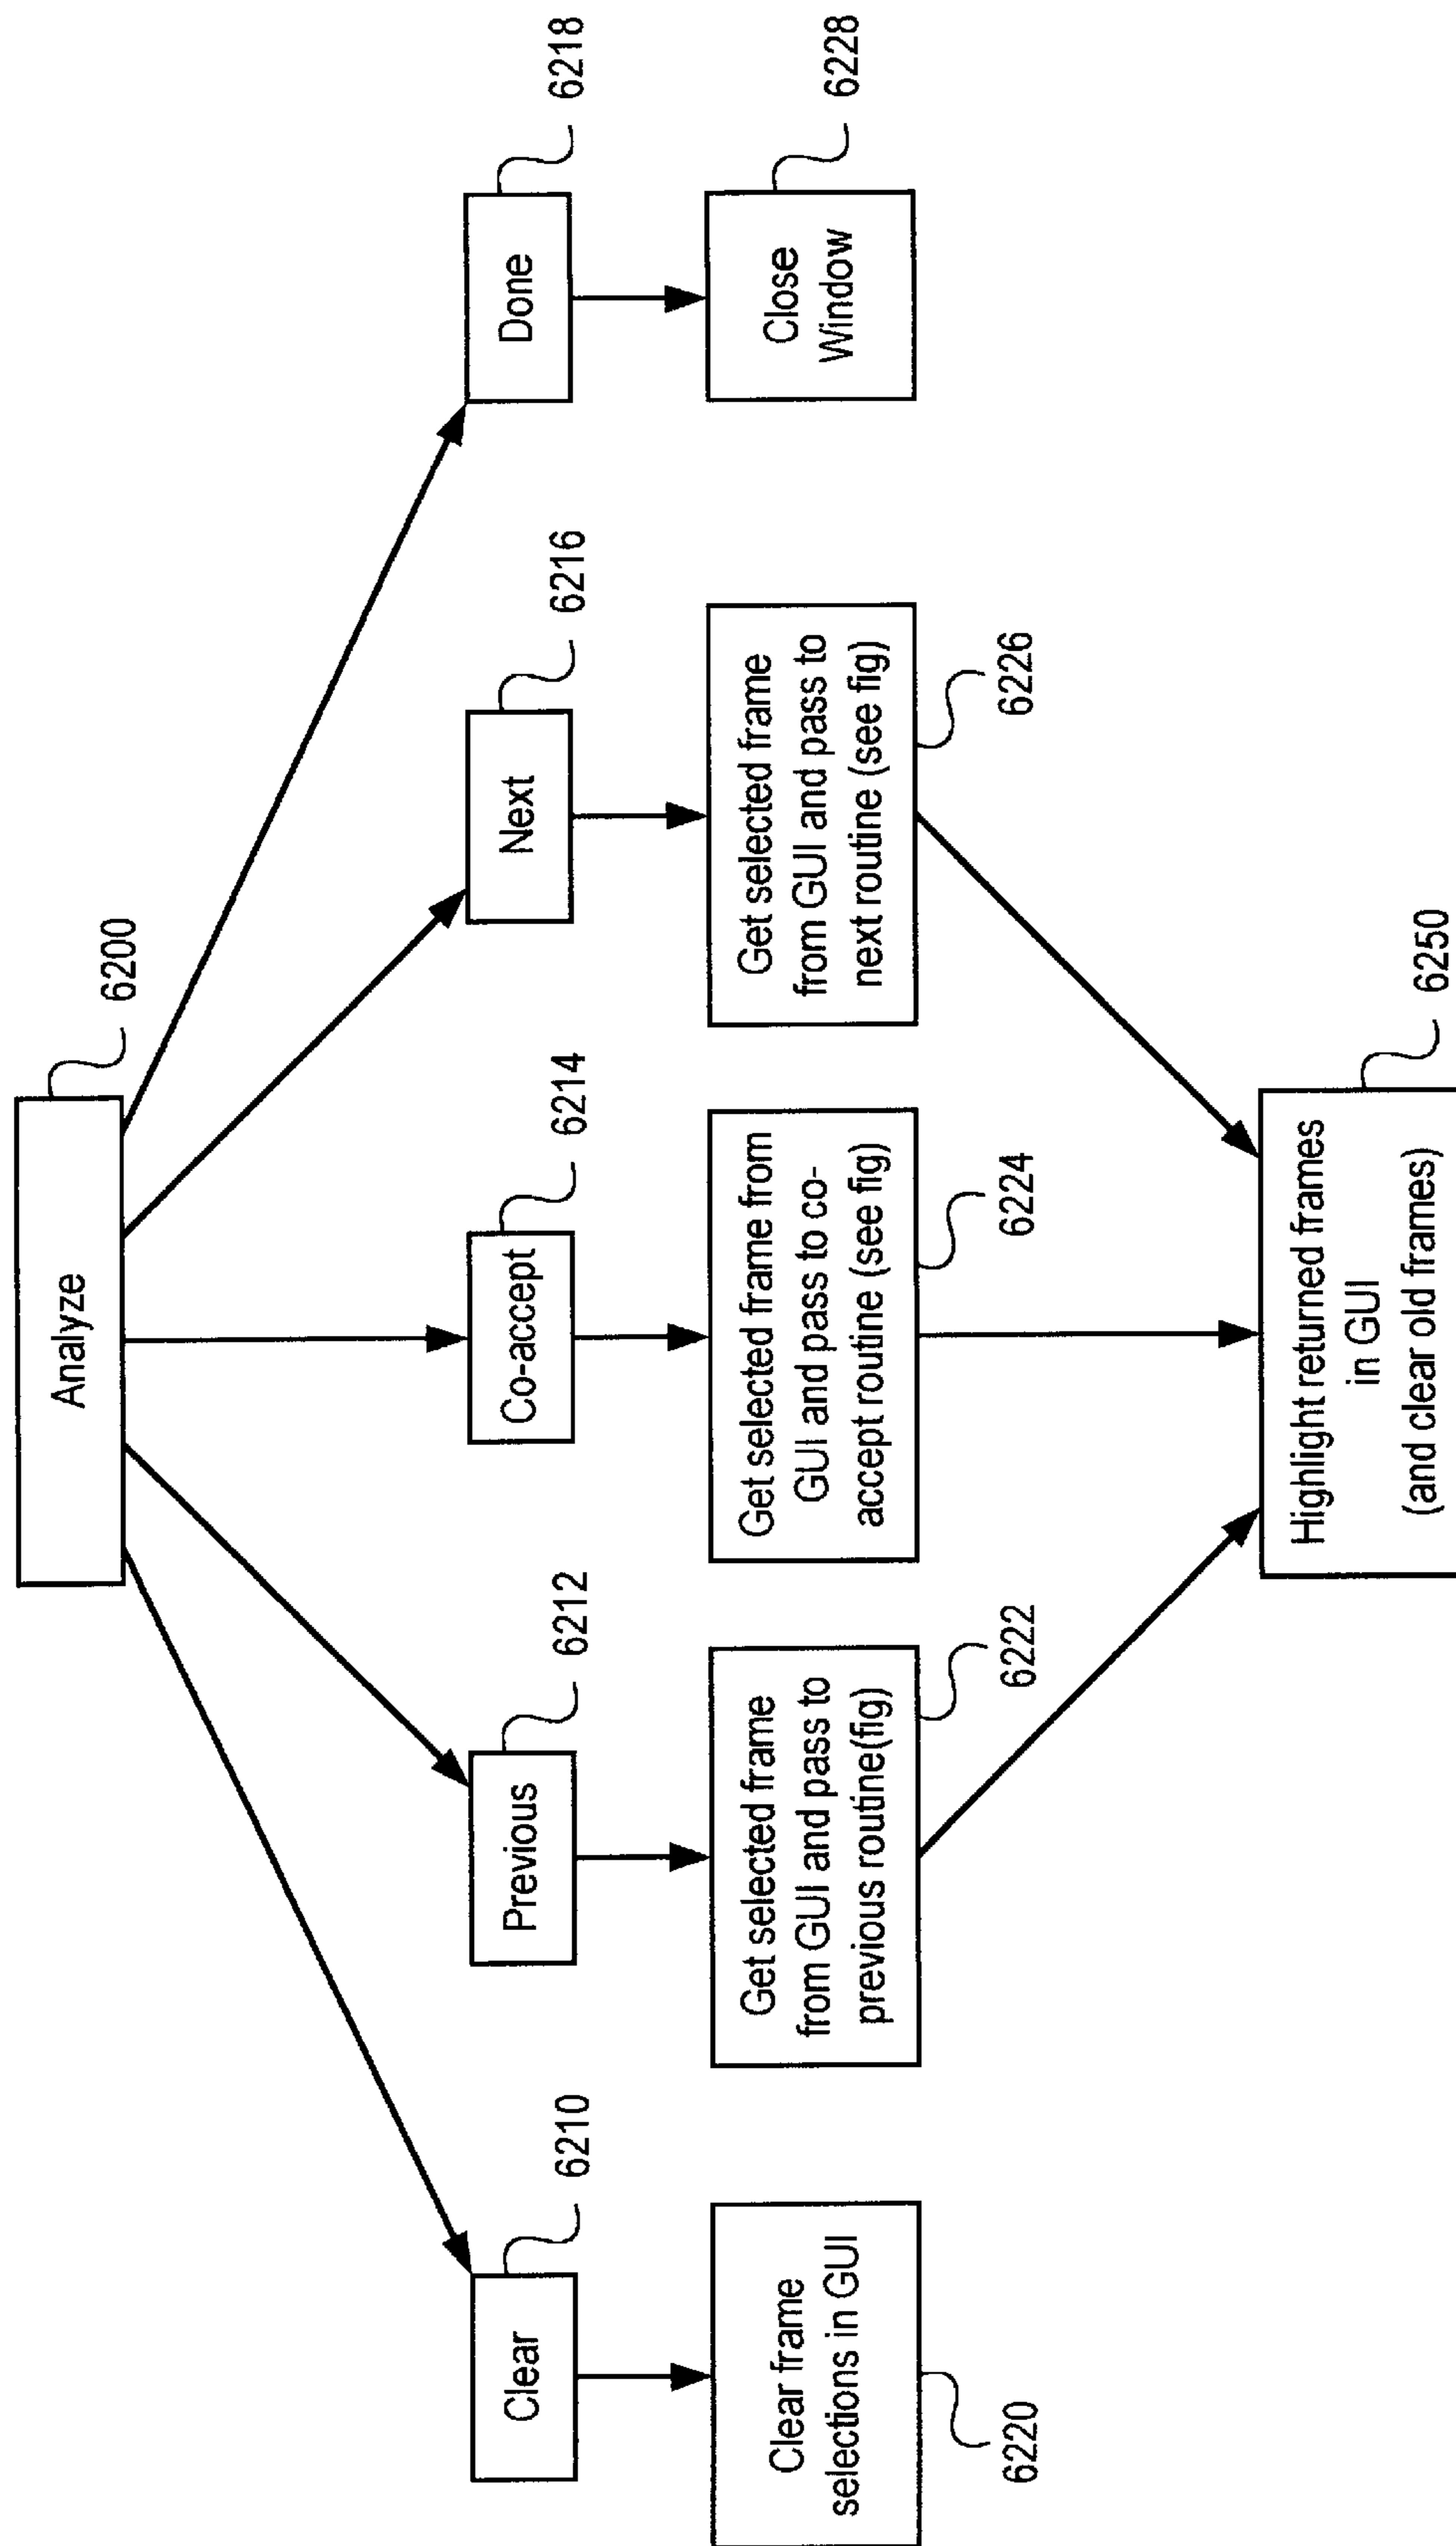 Analyze
6200
Clear
6210
Previous
6212
Co-accept
6214
Next
6216
Done
6218
Clear frame
selections in GUI
6220
Get selected frame
from GUI and pass to
previous routine(fig)
6222
Get selected frame from
GUI and pass to co-
accept routine (see fig)
6224
Get selected frame
from GUI and pass to
next routine (see fig)
6226
Close
Window
6228
Highlight returned frames
in GUI
(and clear old frames)
6250